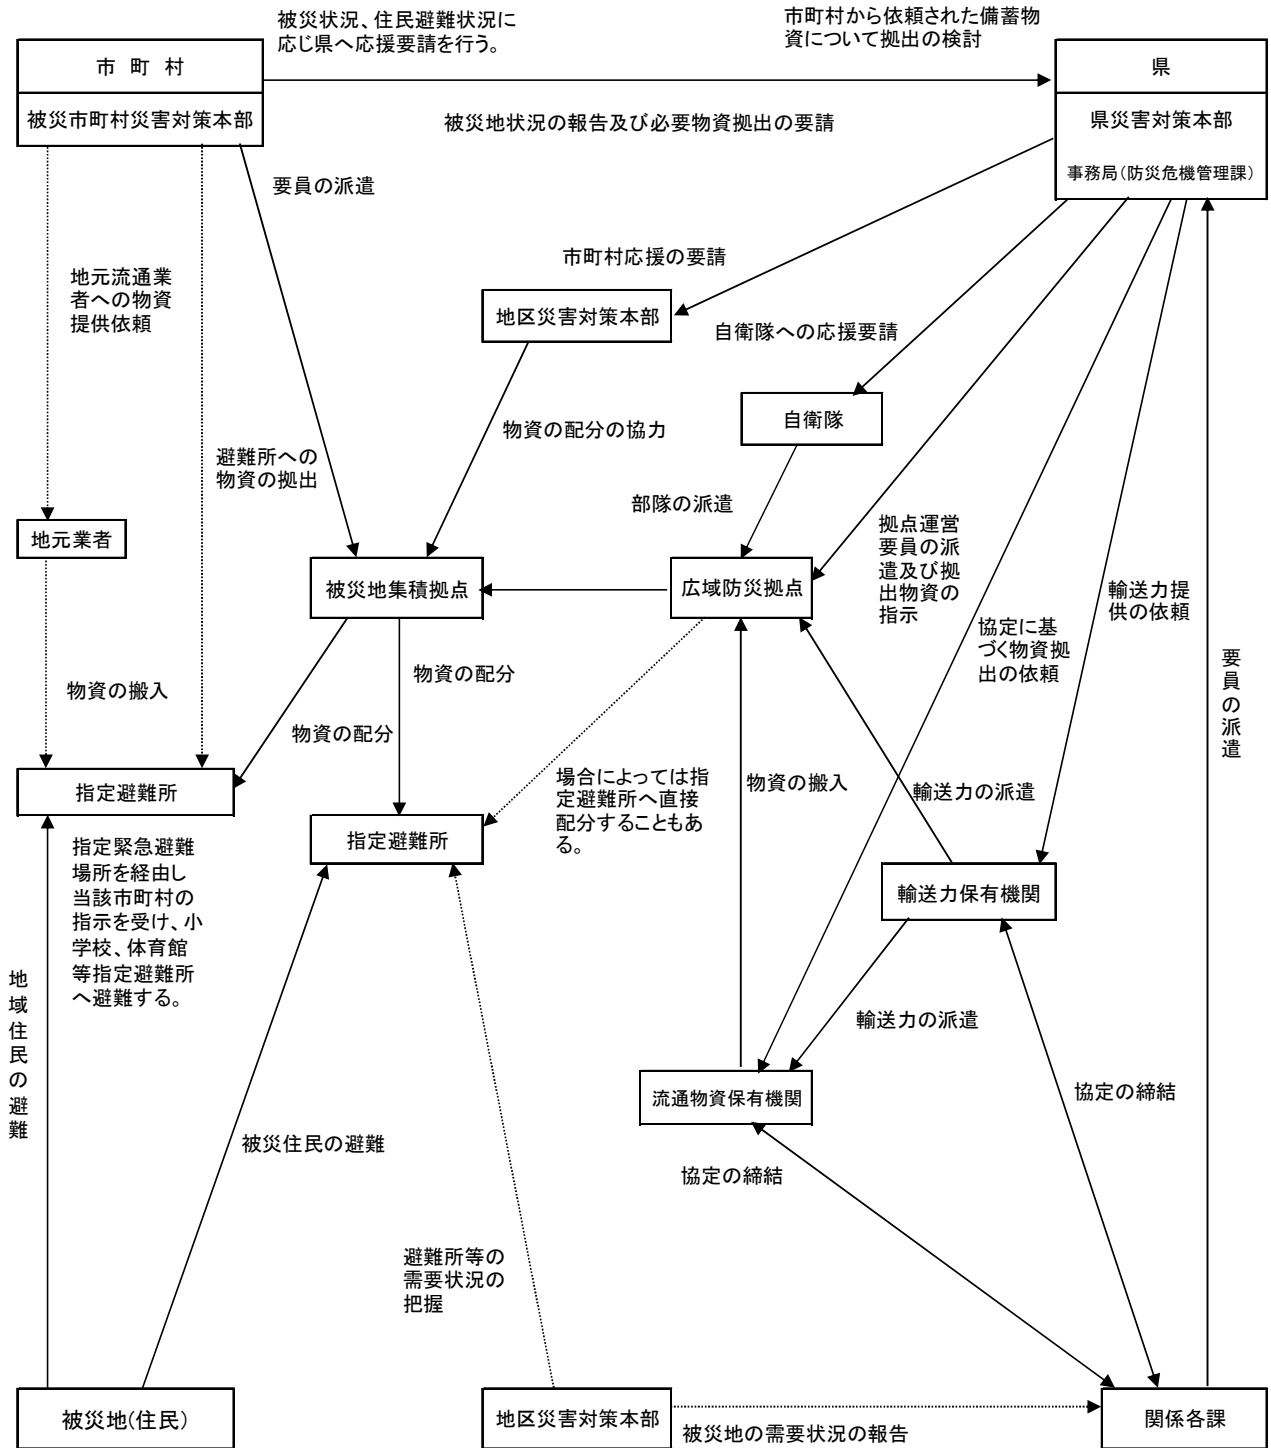 被災状況、住民避難状況に
応じ県へ応援要請を行う。
市町村から依頼された備蓄物
資について拠出の検討
市 町 村
被災市町村災害対策本部
県
県災害対策本部
事務局(防災危機管理課)
被災地状況の報告及び必要物資拠出の要請
要員の派遣
市町村応援の要請
地元流通業
者への物資
提供依頼
地区災害対策本部
自衛隊への応援要請
自衛隊
物資の配分の協力
避難所への
物資の拠出
部隊の派遣
拠点運営
要員の派
遣及び拠
出物資の
指示
地元業者
被災地集積拠点
広域防災拠点
輸送力提
供の依頼
協定に基
づく物資拠
出の依頼
要員の派遣
物資の搬入
物資の配分
物資の配分
指定避難所
場合によっては指
定避難所へ直接
配分することもあ
る。
物資の搬入
輸送力の派遣
指定避難所
指定緊急避難
場所を経由し
当該市町村の
指示を受け、小
学校、体育館
等指定避難所
へ避難する。
輸送力保有機関
地域住民の避難
輸送力の派遣
流通物資保有機関
協定の締結
被災住民の避難
協定の締結
避難所等の
需要状況の
把握
被災地(住民)
地区災害対策本部
被災地の需要状況の報告
関係各課